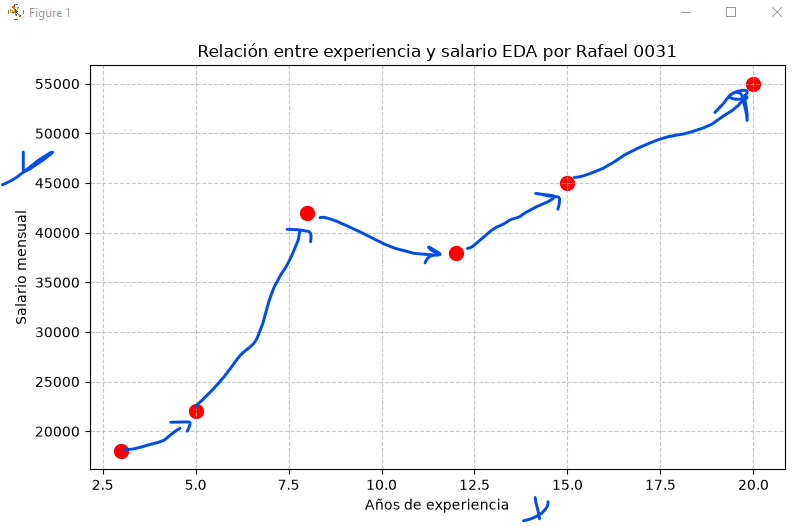 Figure 1
Relación entre experiencia y salario EDA por Rafael 0031
55000
50000
45000
40000
35000
30000
25000
20000
Salario mensual
y
2.5 5.0 7.5 10.0 12.5 15.0 17.5 20.0
Años de experiencia
x